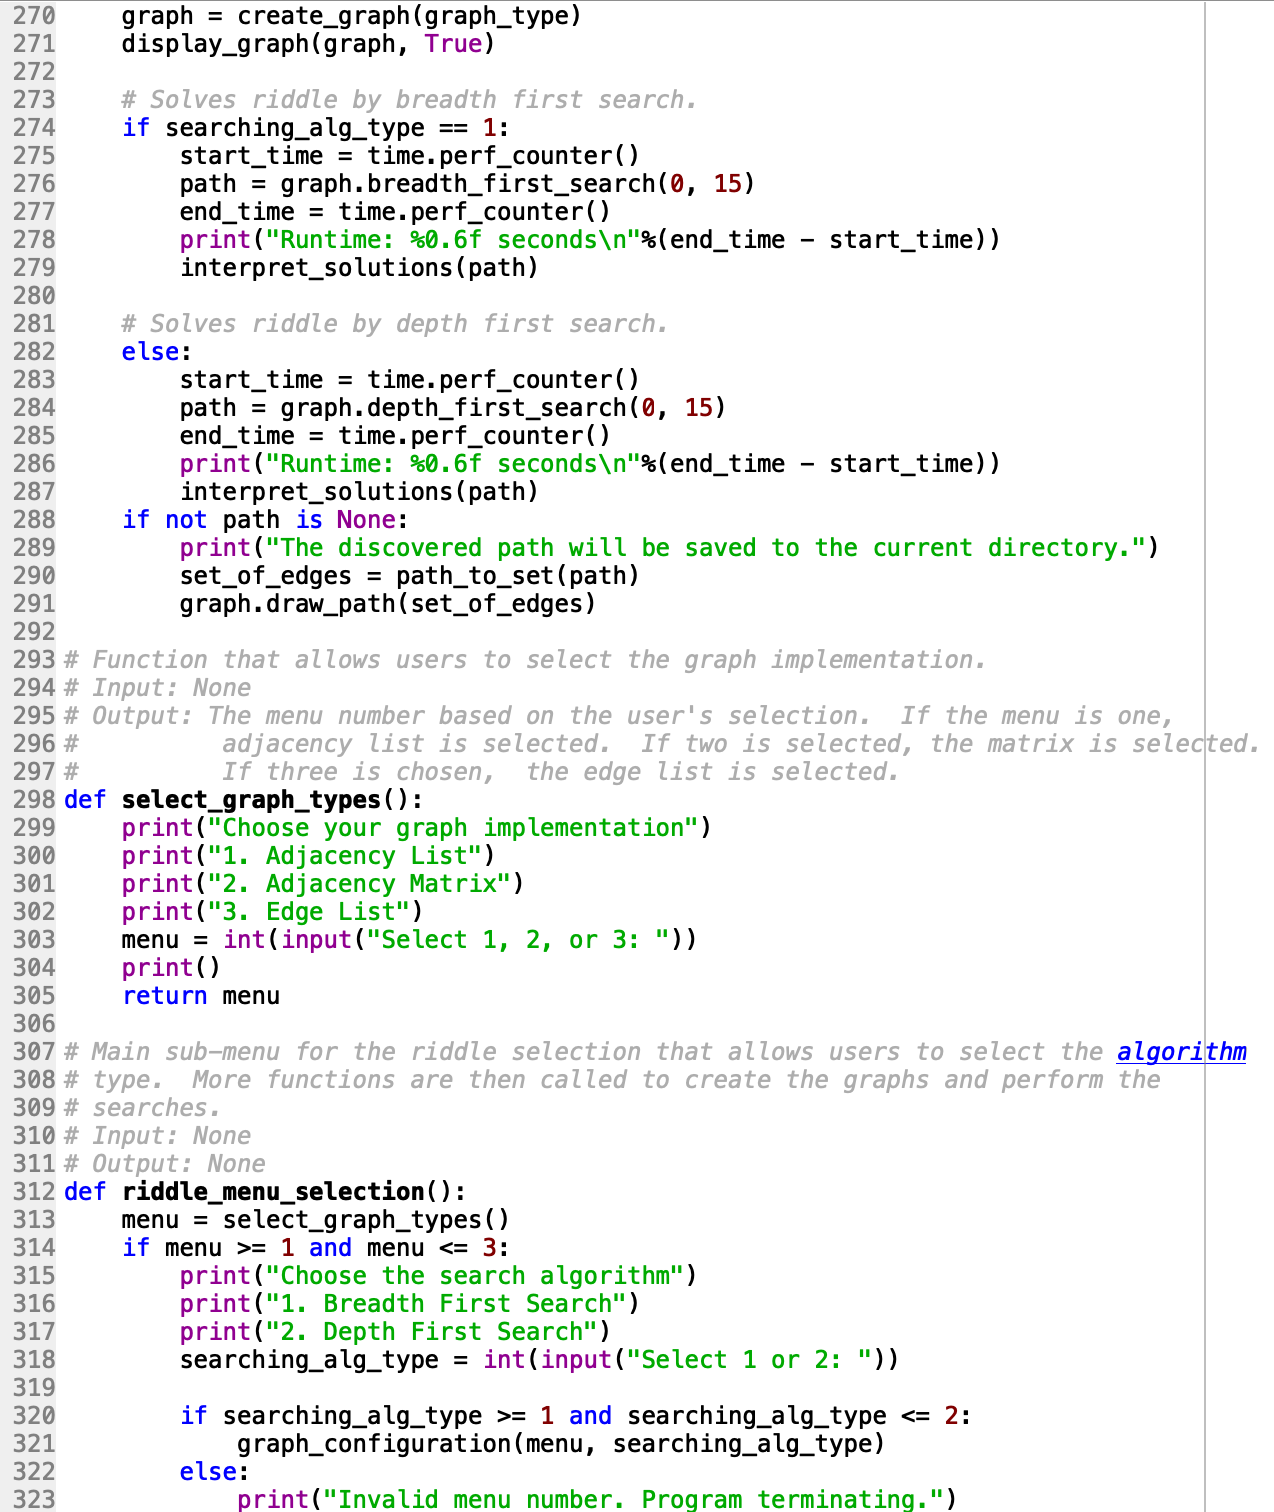 270     graph = create_graph(graph_type)
271     display_graph(graph, True)
272
273     # Solves riddle by breadth first search.
274     if searching_alg_type == 1:
275         start_time = time.perf_counter()
276         path = graph.breadth_first_search(0, 15)
277         end_time = time.perf_counter()
278         print("Runtime: %0.6f seconds\n"%(end_time - start_time))
279         interpret_solutions(path)
280
281     # Solves riddle by depth first search.
282     else:
283         start_time = time.perf_counter()
284         path = graph.depth_first_search(0, 15)
285         end_time = time.perf_counter()
286         print("Runtime: %0.6f seconds\n"%(end_time - start_time))
287         interpret_solutions(path)
288     if not path is None:
289         print("The discovered path will be saved to the current directory.")
290         set_of_edges = path_to_set(path)
291         graph.draw_path(set_of_edges)
292
293 # Function that allows users to select the graph implementation.
294 # Input: None
295 # Output: The menu number based on the user's selection.  If the menu is one,
296 #          adjacency list is selected.  If two is selected, the matrix is selected.
297 #          If three is chosen,  the edge list is selected.
298 def select_graph_types():
299     print("Choose your graph implementation")
300     print("1. Adjacency List")
301     print("2. Adjacency Matrix")
302     print("3. Edge List")
303     menu = int(input("Select 1, 2, or 3: "))
304     print()
305     return menu
306
307 # Main sub-menu for the riddle selection that allows users to select the algorithm
308 # type.  More functions are then called to create the graphs and perform the
309 # searches.
310 # Input: None
311 # Output: None
312 def riddle_menu_selection():
313     menu = select_graph_types()
314     if menu >= 1 and menu <= 3:
315         print("Choose the search algorithm")
316         print("1. Breadth First Search")
317         print("2. Depth First Search")
318         searching_alg_type = int(input("Select 1 or 2: "))
319
320         if searching_alg_type >= 1 and searching_alg_type <= 2:
321             graph_configuration(menu, searching_alg_type)
322         else:
323             print("Invalid menu number. Program terminating.")